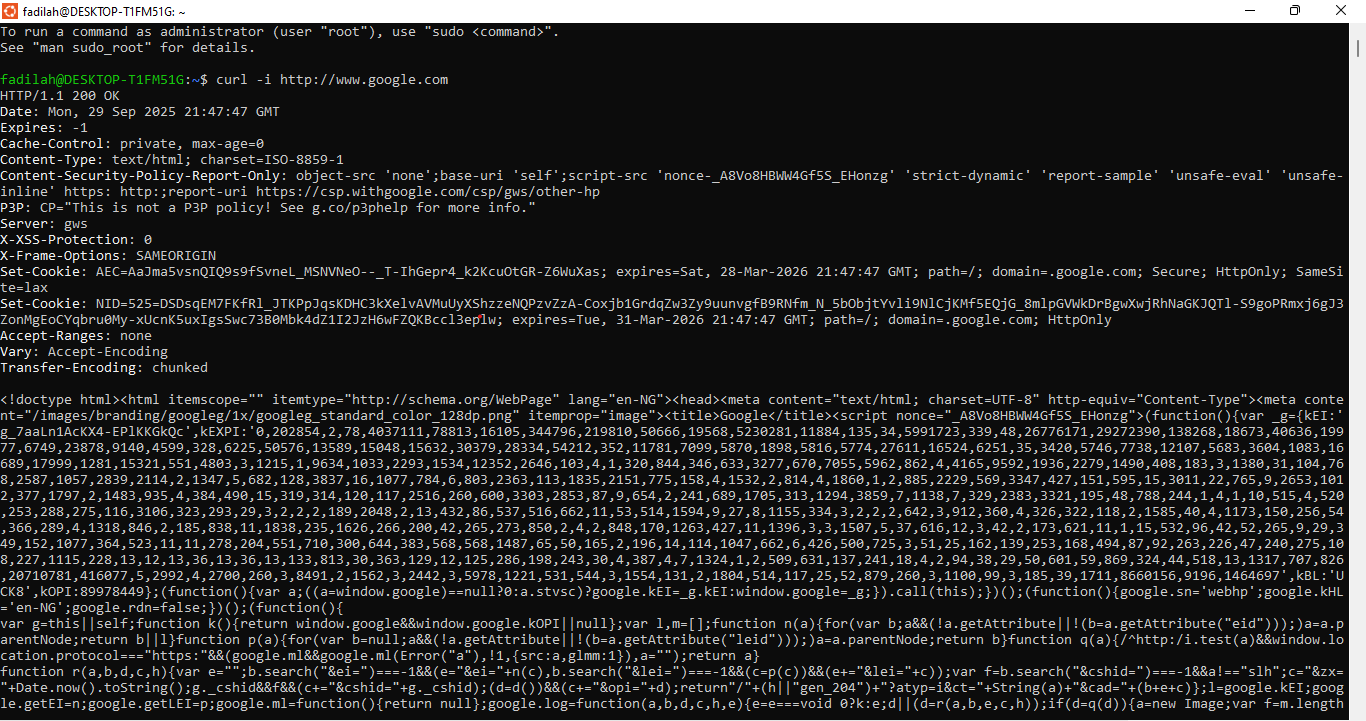 fadilah@DESKTOP-T1FM51G: ~
To run a command as administrator (user "root"), use "sudo <command>".
See "man sudo_root" for details.
fadilah@DESKTOP-T1FM51G:~$ curl -i http://www.google.com
HTTP/1.1 200 OK
Date: Mon, 29 Sep 2025 21:47:47 GMT
Expires: -1
Cache-Control: private, max-age=0
Content-Type: text/html; charset=ISO-8859-1
Content-Security-Policy-Report-Only: object-src 'none';base-uri 'self';script-src 'nonce-_A8Vo8HBWW4Gf5S_EHonzg' 'strict-dynamic' 'report-sample' 'unsafe-eval' 'unsafe-
inline' https: http:;report-uri https://csp.withgoogle.com/csp/gws/other-hp
P3P: CP="This is not a P3P policy! See g.co/p3phelp for more info."
Server: gws
X-XSS-Protection: 0
X-Frame-Options: SAMEORIGIN
Set-Cookie: AEC=AaJma5vsnQIQ9s9fSvneL_MSNVNeO--_T-IhGepr4_k2KcuOtGR-Z6WuXas; expires=Sat, 28-Mar-2026 21:47:47 GMT; path=/; domain=.google.com; Secure; HttpOnly; SameSi
te=lax
Set-Cookie: NID=525=DSDsqEM7FKfRl_JTKPpJqsKDHC3kXelvAVMuUyXShzzeNQPzvZzA-Coxjb1GrdqZw3Zy9uunvgfB9RNfm_N_5bObjtYvli9NlCjKMf5EQjG_8mlpGVWkDrBgwXwjRhNaGKJQTl-S9goPRmxj6gJ3
ZonMgEoCYqbru0My-xUcnK5uxIgsSwc73B0Mbk4dZ1I2JzH6wFZQKBccl3eplw; expires=Tue, 31-Mar-2026 21:47:47 GMT; path=/; domain=.google.com; HttpOnly
Accept-Ranges: none
Vary: Accept-Encoding
Transfer-Encoding: chunked
<!doctype html><html itemscope="" itemtype="http://schema.org/WebPage" lang="en-NG"><head><meta content="text/html; charset=UTF-8" http-equiv="Content-Type"><meta conte
nt="/images/branding/googleg/1x/googleg_standard_color_128dp.png" itemprop="image"><title>Google</title><script nonce="_A8Vo8HBWW4Gf5S_EHonzg">(function(){var _g={kEI:'
g_7aaLn1AcKX4-EPlKKGkQc',kEXPI:'0,202854,2,78,4037111,78813,16105,344796,219810,50666,19568,5230281,11884,135,34,5991723,339,48,26776171,29272390,138268,18673,40636,199
77,6749,23878,9140,4599,328,6225,50576,13589,15048,15632,30379,28334,54212,352,11781,7099,5870,1898,5816,5774,27611,16524,6251,35,3420,5746,7738,12107,5683,3604,1083,16
689,17999,1281,15321,551,4803,3,1215,1,9634,1033,2293,1534,12352,2646,103,4,1,320,844,346,633,3277,670,7055,5962,862,4,4165,9592,1936,2279,1490,408,183,3,1380,31,104,76
8,2587,1057,2839,2114,2,1347,5,682,128,3837,16,1077,784,6,803,2363,113,1835,2151,775,158,4,1532,2,814,4,1860,1,2,885,2229,569,3347,427,151,595,15,3011,22,765,9,2653,101
2,377,1797,2,1483,935,4,384,490,15,319,314,120,117,2516,260,600,3303,2853,87,9,654,2,241,689,1705,313,1294,3859,7,1138,7,329,2383,3321,195,48,788,244,1,4,1,10,515,4,520
,253,288,275,116,3106,323,293,29,3,2,2,2,189,2048,2,13,432,86,537,516,662,11,53,514,1594,9,27,8,1155,334,3,2,2,2,642,3,912,360,4,326,322,118,2,1585,40,4,1173,150,256,54
,366,289,4,1318,846,2,185,838,11,1838,235,1626,266,200,42,265,273,850,2,4,2,848,170,1263,427,11,1396,3,3,1507,5,37,616,12,3,42,2,173,621,11,1,15,532,96,42,52,265,9,29,3
49,152,1077,364,523,11,11,278,204,551,710,300,644,383,568,568,1487,65,50,165,2,196,14,114,1047,662,6,426,500,725,3,51,25,162,139,253,168,494,87,92,263,226,47,240,275,10
8,227,1115,228,13,12,13,36,13,36,13,133,813,30,363,129,12,125,286,198,243,30,4,387,4,7,1324,1,2,509,631,137,241,18,4,2,94,38,29,50,601,59,869,324,44,518,13,1317,707,826
,20710781,416077,5,2992,4,2700,260,3,8491,2,1562,3,2442,3,5978,1221,531,544,3,1554,131,2,1804,514,117,25,52,879,260,3,1100,99,3,185,39,1711,8660156,9196,1464697',kBL:'U
CK8',kOPI:89978449};(function(){var a;((a=window.google)==null?0:a.stvsc)?google.kEI=_g.kEI:window.google=_g;}).call(this);})();(function(){google.sn='webhp';google.kHL
='en-NG';google.rdn=false;})();(function(){
var g=this||self;function k(){return window.google&&window.google.kOPI||null};var l,m=[];function n(a){for(var b;a&&(!a.getAttribute||!(b=a.getAttribute("eid")));)a=a.p
arentNode;return b||l}function p(a){for(var b=null;a&&(!a.getAttribute||!(b=a.getAttribute("leid")));)a=a.parentNode;return b}function q(a){/^http:/i.test(a)&&window.lo
cation.protocol==="https:"&&(google.ml&&google.ml(Error("a"),!1,{src:a,glmm:1}),a="");return a}
function r(a,b,d,c,h){var e="";b.search("&ei=")===-1&&(e="&ei="+n(c),b.search("&lei=")===-1&&(c=p(c))&&(e+="&lei="+c));var f=b.search("&cshid=")===-1&&a!=="slh";c="&zx=
"+Date.now().toString();g._cshid&&f&&(c+="&cshid="+g._cshid);(d=d())&&(c+="&opi="+d);return"/"+(h||"gen_204")+"?atyp=i&ct="+String(a)+"&cad="+(b+e+c)};l=google.kEI;goog
le.getEI=n;google.getLEI=p;google.ml=function(){return null};google.log=function(a,b,d,c,h,e){e=e===void 0?k:e;d||(d=r(a,b,e,c,h));if(d=q(d)){a=new Image;var f=m.length